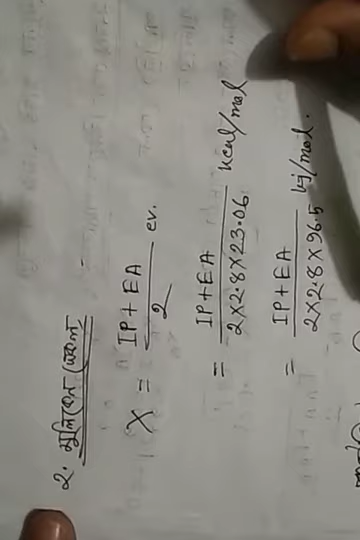 2. মুলিকেন স্কেল
X = IP + EA / 2 ev.
= IP + EA / 2 x 2.8 x 23.06 kcal/mol
= IP + EA / 2 x 2.8 x 96.5 kj/mol.